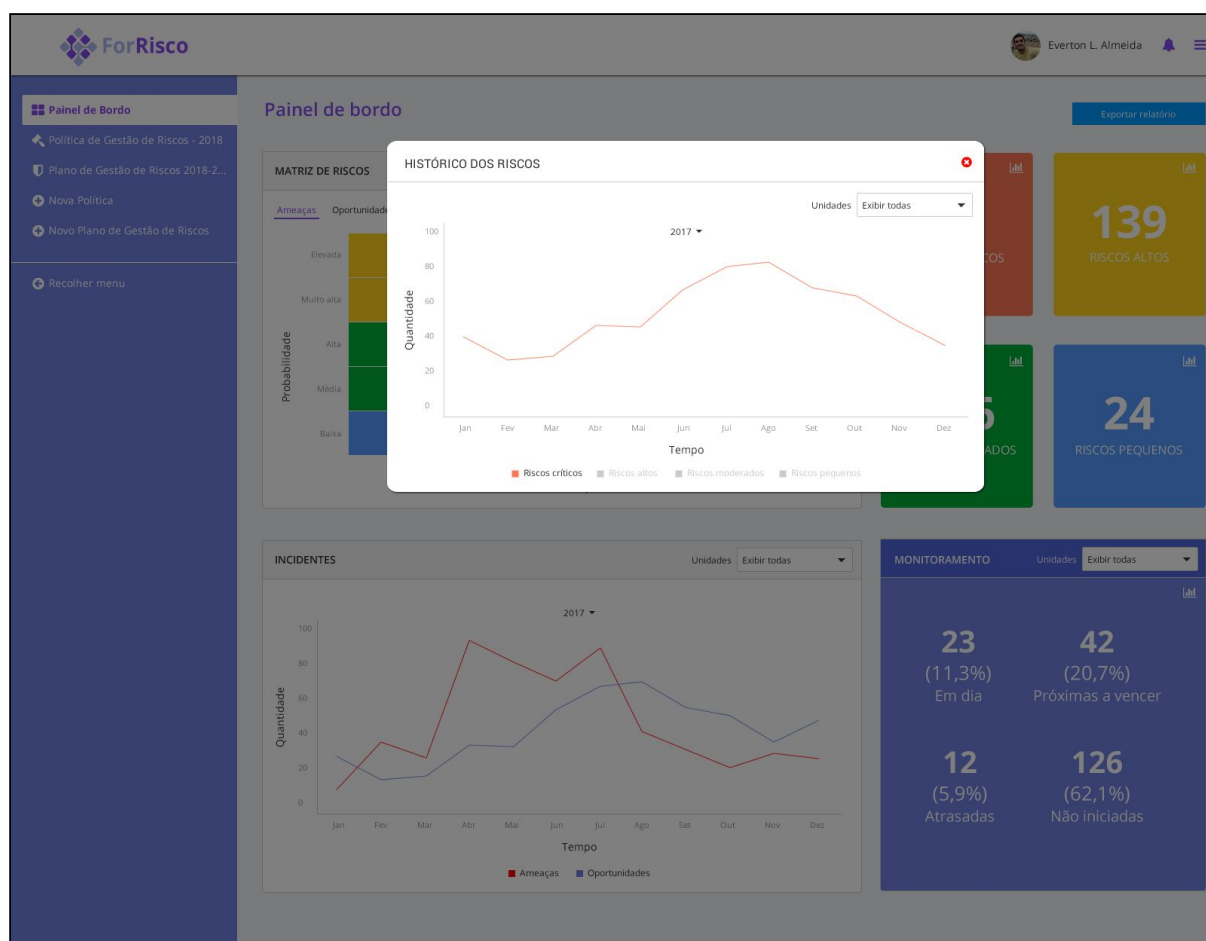 ForRisco
Everton L. Almeida
Painel de Bordo
Política de Gestão de Riscos - 2018
Plano de Gestão de Riscos 2018-2...
Nova Política
Novo Plano de Gestão de Riscos
Recolher menu
Painel de bordo
Exportar relatório
MATRIZ DE RISCOS
Ameaças Oportunidade
Probabilidade
Elevada
Muito alta
Alta
Média
Baixa
HISTÓRICO DOS RISCOS
Unidades Exibir todas
2017
Quantidade
100
80
60
40
20
0
Jan Fev Mar Abr Mai Jun Jul Ago Set Out Nov Dez
Tempo
Riscos críticos Riscos altos Riscos moderados Riscos pequenos
COS
139
RISCOS ALTOS
ADOS
24
RISCOS PEQUENOS
INCIDENTES
Unidades Exibir todas
2017
Quantidade
100
80
60
40
20
0
Jan Fev Mar Abr Mai Jun Jul Ago Set Out Nov Dez
Tempo
Ameaças Oportunidades
MONITORAMENTO
Unidades Exibir todas
23
(11,3%)
Em dia
42
(20,7%)
Próximas a vencer
12
(5,9%)
Atrasadas
126
(62,1%)
Não iniciadas